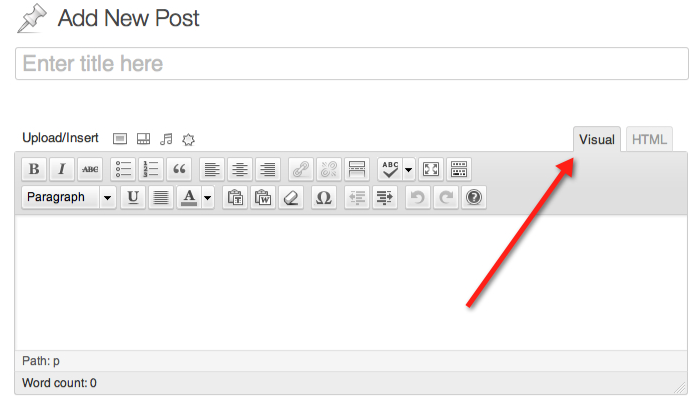 Add New Post
Enter title here
Upload/Insert
Visual HTML
B I ABC ABC
Paragraph U A T W Ω ?
Path: p
Word count: 0